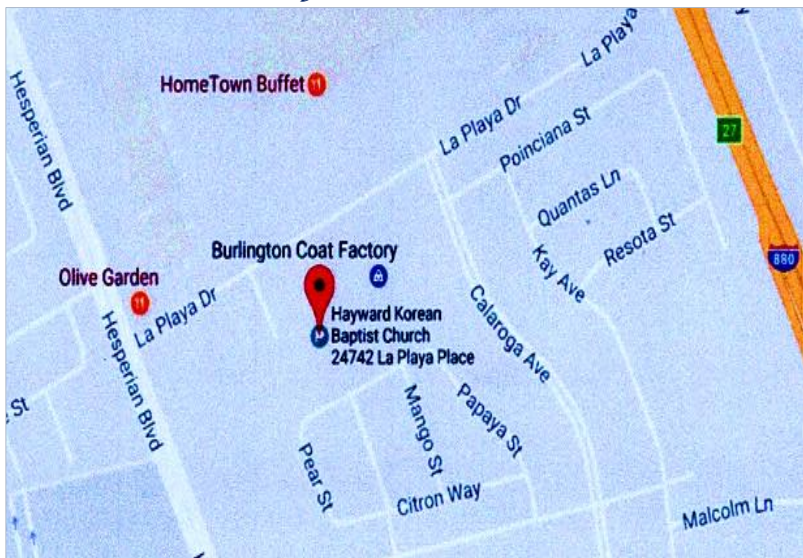 La Playa
HomeTown Buffet
La Playa Dr
Poinciana St
27
Hesperian Blvd
Quantas Ln
Resota St
Burlington Coat Factory
Kay Ave
880
Olive Garden
La Playa Dr
Hayward Korean
Baptist Church
24742 La Playa Place
Calaroga Ave
Hesperian Blvd
St
Mango St
Papaya St
Pear St
Citron Way
Malcolm Ln